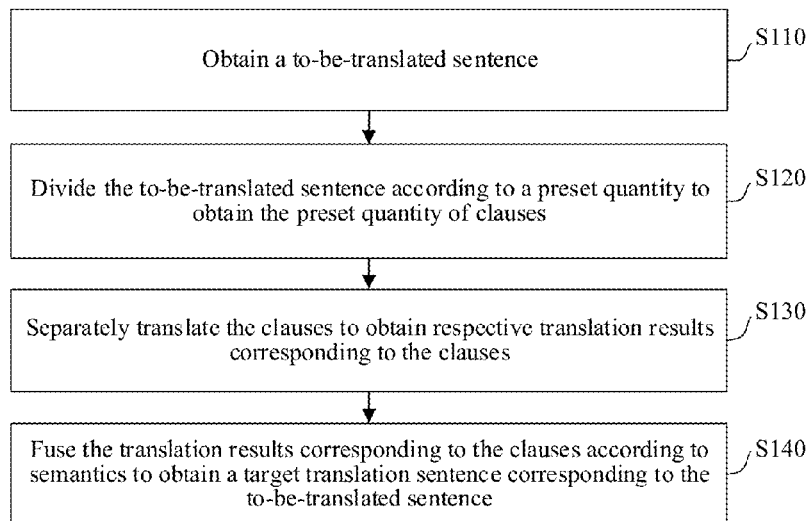 Obtain a to-be-translated sentence
S110
Divide the to-be-translated sentence according to a preset quantity to
obtain the preset quantity of clauses
S120
Separately translate the clauses to obtain respective translation results
corresponding to the clauses
S130
Fuse the translation results corresponding to the clauses according to
semantics to obtain a target translation sentence corresponding to the
to-be-translated sentence
S140